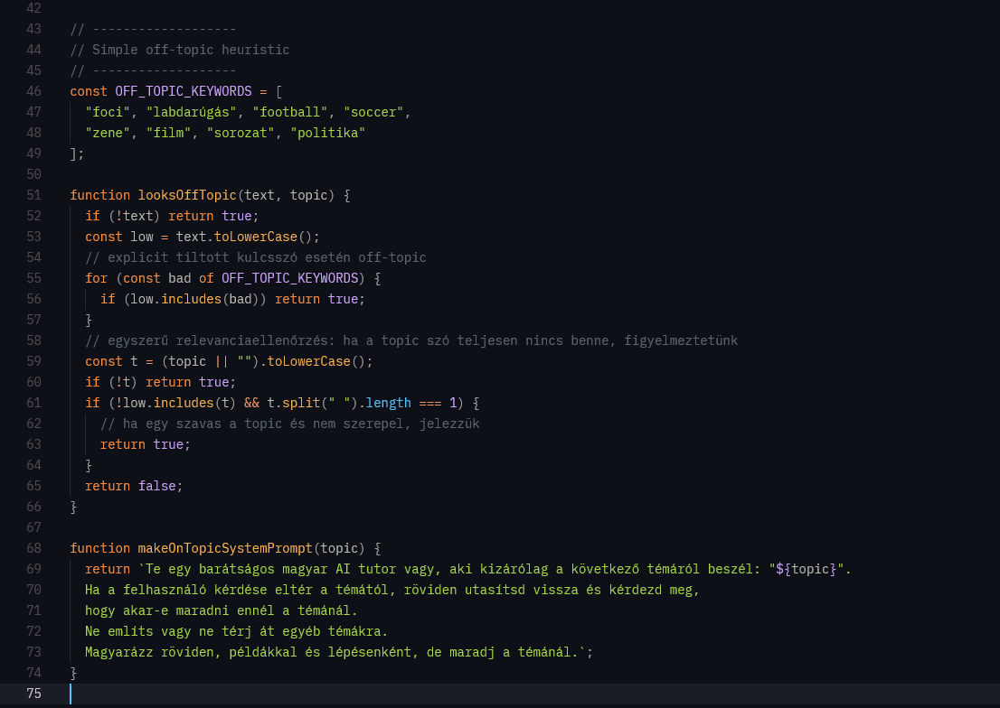 42
43 // -------------------
44 // Simple off-topic heuristic
45 // -------------------
46 const OFF_TOPIC_KEYWORDS = [
47   "foci", "labdarúgás", "football", "soccer",
48   "zene", "film", "sorozat", "politika"
49 ];
50
51 function looksOffTopic(text, topic) {
52   if (!text) return true;
53   const low = text.toLowerCase();
54   // explicit tiltott kulcsszó esetén off-topic
55   for (const bad of OFF_TOPIC_KEYWORDS) {
56     if (low.includes(bad)) return true;
57   }
58   // egyszerű relevanciaellenőrzés: ha a topic szó teljesen nincs benne, figyelmeztetünk
59   const t = (topic || "").toLowerCase();
60   if (!t) return true;
61   if (!low.includes(t) && t.split(" ").length === 1) {
62     // ha egy szavas a topic és nem szerepel, jelezzük
63     return true;
64   }
65   return false;
66 }
67
68 function makeOnTopicSystemPrompt(topic) {
69   return `Te egy barátságos magyar AI tutor vagy, aki kizárólag a következő témáról beszél: "${topic}".
70   Ha a felhasználó kérdése eltér a témától, röviden utasítsd vissza és kérdezd meg,
71   hogy akar-e maradni ennél a témánál.
72   Ne említs vagy ne térj át egyéb témákra.
73   Magyarázz röviden, példákkal és lépésenként, de maradj a témánál.`;
74 }
75